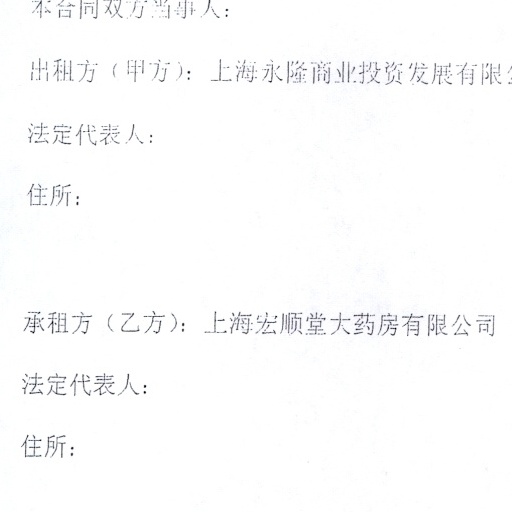 本合同双方当事人：
出租方（甲方）：上海永隆商业投资发展有限
法定代表人：
住所：
承租方（乙方）：上海宏顺堂大药房有限公司
法定代表人：
住所：